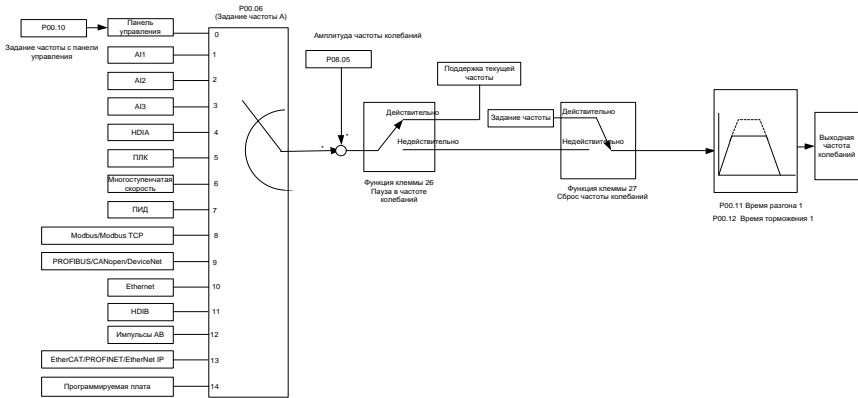 P00.06
(Задание частоты А)
P00.10
Задание частоты с панели
управления
Панель
управления
0
AI1
1
AI2
2
AI3
3
HDIA
4
ПЛК
5
Многоступенчатая
скорость
6
ПИД
7
Modbus/Modbus TCP
8
PROFIBUS/CANopen/DeviceNet
9
Ethernet
10
HDIB
11
Импульсы АВ
12
EtherCAT/PROFINET/EtherNet IP
13
Программируемая плата
14
Амплитуда частоты колебаний
P08.05
Поддержка текущей
частоты
Действительно
Недействительно
Функция клеммы 26
Пауза в частоте
колебаний
Задание частоты
Действительно
Недействительно
Функция клеммы 27
Сброс частоты колебаний
P00.11 Время разгона 1
P00.12 Время торможения 1
Выходная
частота
колебаний